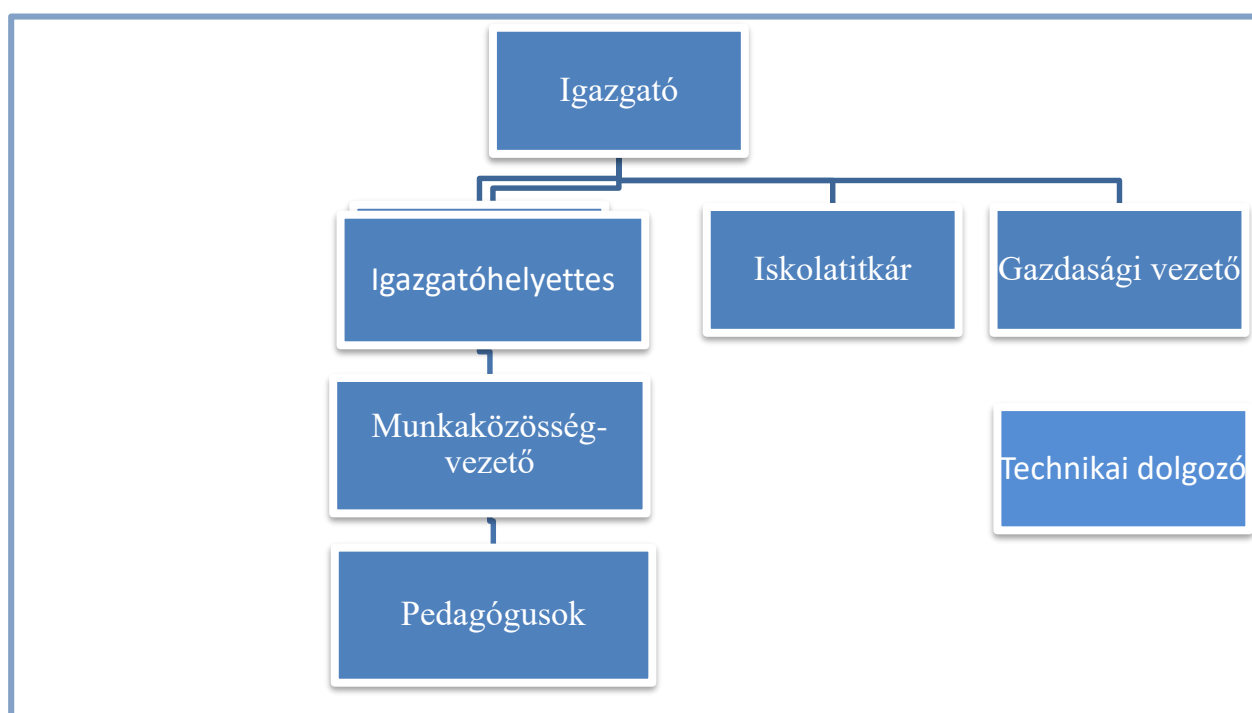 Igazgató
Igazgatóhelyettes
Iskolatitkár
Gazdasági vezető
Munkaközösség-
vezető
Technikai dolgozó
Pedagógusok